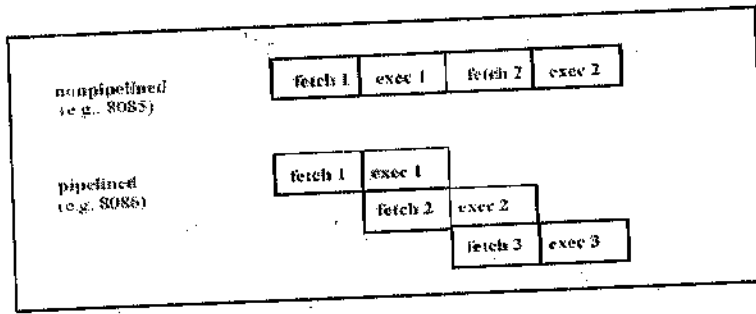 nonpipelined
(e.g., 8085)
fetch 1 exec 1 fetch 2 exec 2
pipelined
(e.g. 8086)
fetch 1 exec 1
fetch 2 exec 2
fetch 3 exec 3